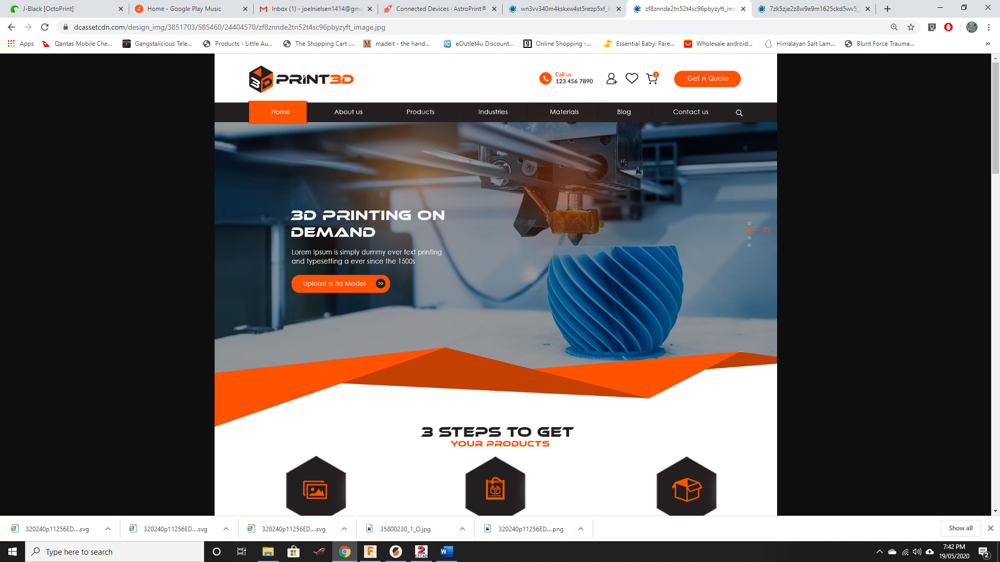 J-Black [OctoPrint]
Home - Google Play Music
Inbox (1) - joelnielsen1414@gma
Connected Devices · AstroPrint®
wn3vv340m4kskxw4st5rezp5xf_i
zf8znnde2tn52t4sc96pbyzyft_ima
7zk5zje2z8w9e9m1625ckd5wv5_
dcassetcdn.com/design_img/3851703/585460/24404570/zf8znnde2tn52t4sc96pbyzyft_image.jpg
Apps
Qantas Mobile Che...
Gangstalicious Tele...
Products - Little Au...
The Shopping Cart :...
madeit - the hand...
eOutlet4u Discount...
Online Shopping -...
Essential Baby: Pare...
Wholesale android...
Himalayan Salt Lam...
Blunt Force Trauma...
3D PRINT3D
Call us
123 456 7890
1
Get A Quote
Home
About us
Products
Industries
Materials
Blog
Contact us
3D PRINTING ON
DEMAND
Lorem Ipsum is simply dummy ever text printing
and typesetting a ever since the 1500s
Upload a 3d Model
02
3 STEPS TO GET
YOUR PRODUCTS
320240p11256ED....svg
320240p11256ED....svg
320240p11256ED....svg
35800230_1_O.jpg
320240p11256ED....png
Show all
Type here to search
7:42 PM
19/05/2020
2